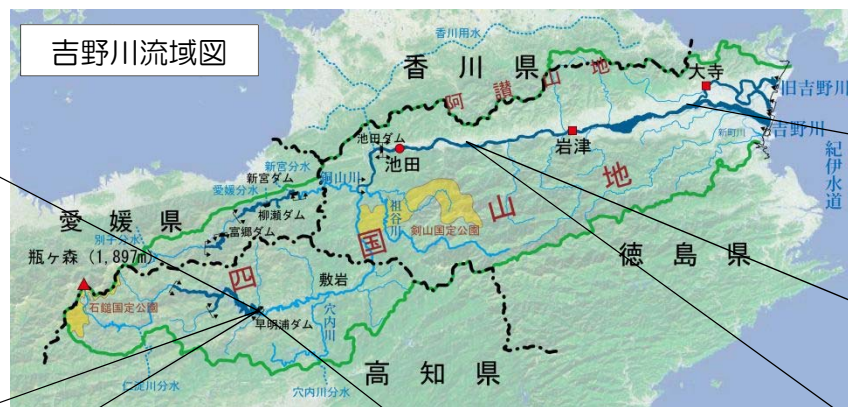 吉野川流域図
香川用水
香川県
阿讃山地
大寺
旧吉野川
吉野川
新町川
紀伊水道
岩津
池田ダム
池田
新宮分水
新宮ダム
銅山川
愛媛分水
柳瀬ダム
祖谷川
剣山国定公園
愛媛県
別子分水
富郷ダム
瓶ヶ森（1,897m）
四国山地
徳島県
敷岩
石鎚国定公園
早明浦ダム
穴内川
仁淀川分水
穴内川分水
高知県